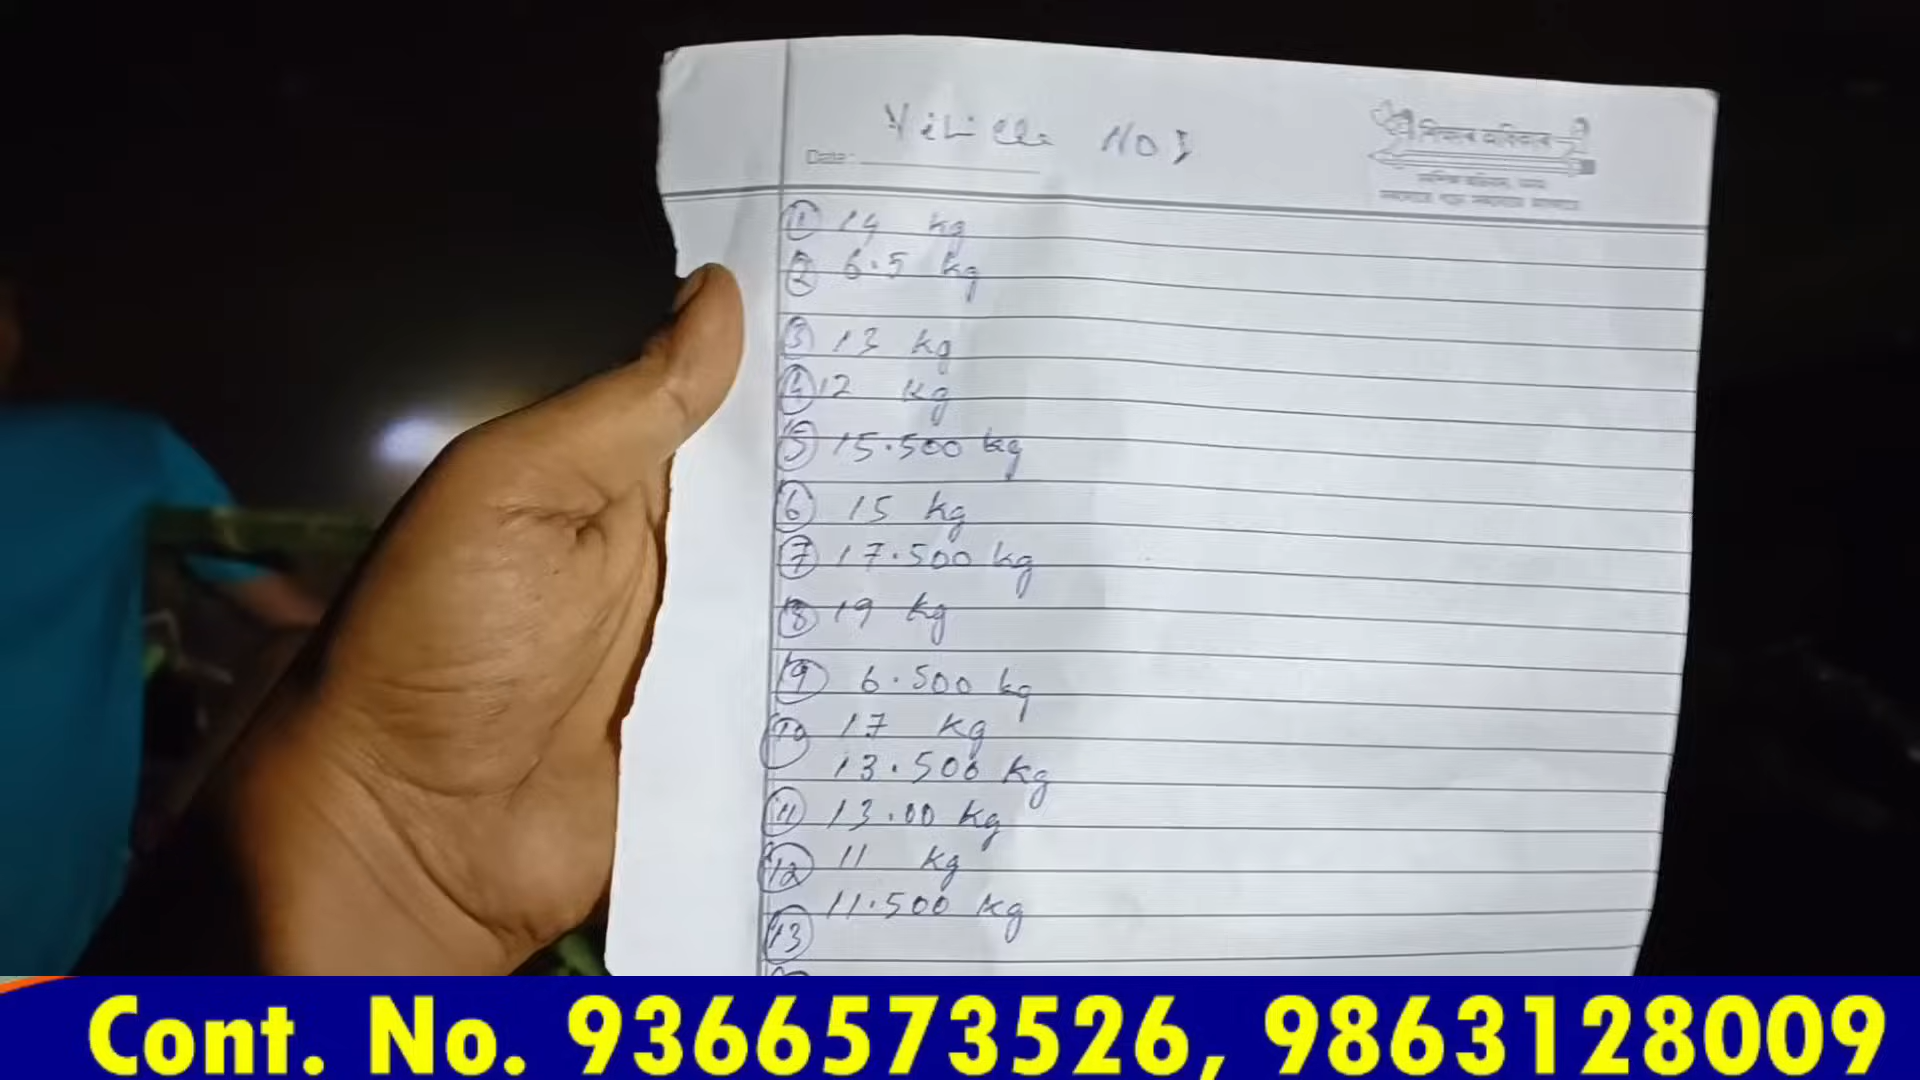 Vehicle No 1
Date :
① 14 kg
② 6.5 kg
③ 13 kg
④ 12 kg
⑤ 15.500 kg
⑥ 15 kg
⑦ 17.500 kg
⑧ 19 kg
⑨ 6.500 kg
⑩ 17 kg
13.500 kg
⑪ 13.00 kg
⑫ 11 kg
11.500 kg
⑬
Cont. No. 9366573526, 9863128009